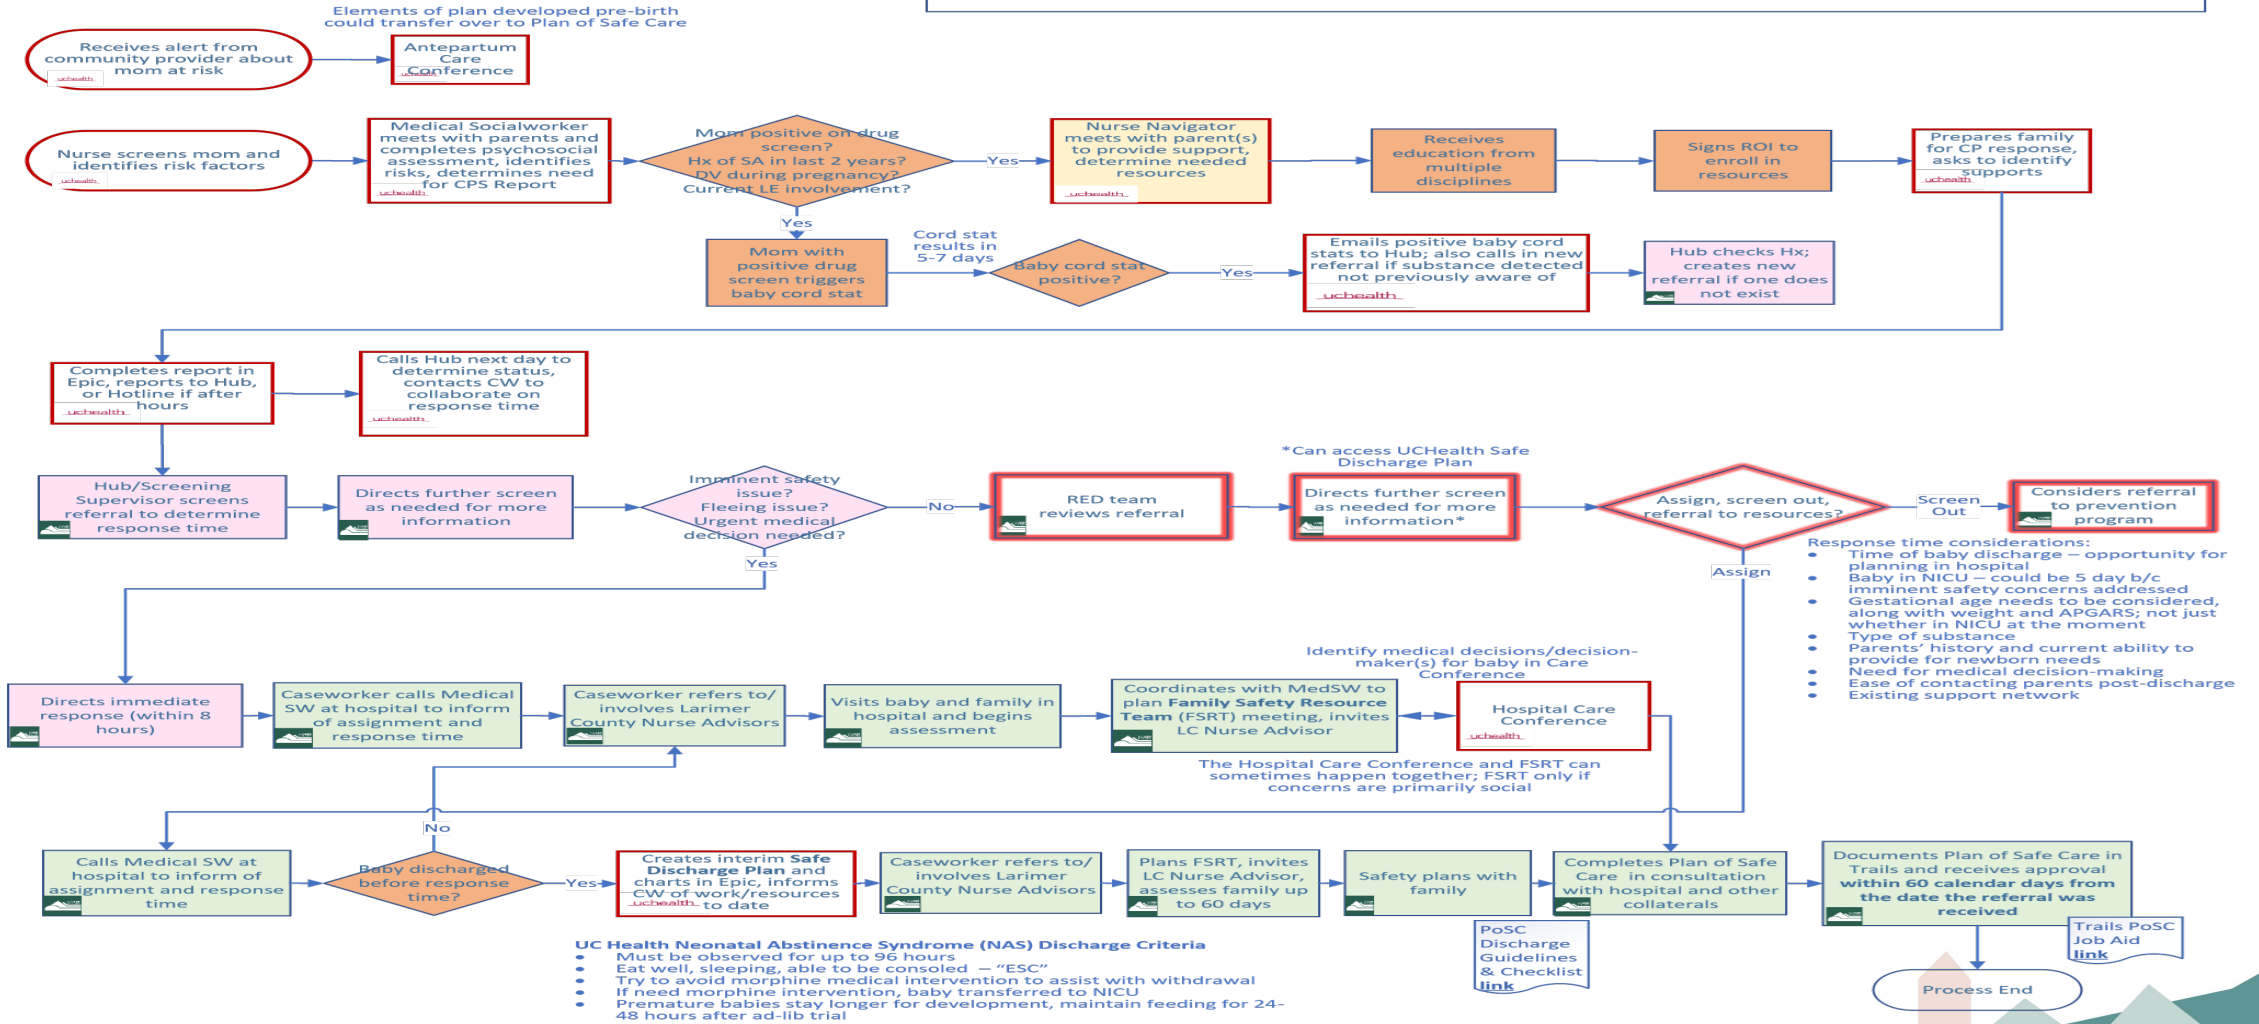 Elements of plan developed pre-birth
could transfer over to Plan of Safe Care
Receives alert from
community provider about
mom at risk
uchealth
Antepartum
Care
Conference
uchealth
Nurse screens mom and
identifies risk factors
uchealth
Medical Socialworker
meets with parents and
completes psychosocial
assessment, identifies
risks, determines need
for CPS Report
uchealth
Mom positive on drug
screen?
Hx of SA in last 2 years?
DV during pregnancy?
Current LE involvement?
Yes
Nurse Navigator
meets with parent(s)
to provide support,
determine needed
resources
uchealth
Receives
education from
multiple
disciplines
Signs ROI to
enroll in
resources
Prepares family
for CP response,
asks to identify
supports
uchealth
Yes
Mom with
positive drug
screen triggers
baby cord stat
Cord stat
results in
5-7 days
Baby cord stat
positive?
Yes
Emails positive baby cord
stats to Hub; also calls in new
referral if substance detected
not previously aware of
uchealth
Hub checks Hx;
creates new
referral if one does
not exist
Completes report in
Epic, reports to Hub,
or Hotline if after
hours
uchealth
Calls Hub next day to
determine status,
contacts CW to
collaborate on
response time
uchealth
Hub/Screening
Supervisor screens
referral to determine
response time
Directs further screen
as needed for more
information
Imminent safety
issue?
Fleeing issue?
Urgent medical
decision needed?
No
RED team
reviews referral
*Can access UCHealth Safe
Discharge Plan
Directs further screen
as needed for more
information*
Assign, screen out,
referral to resources?
Screen
Out
Considers referral
to prevention
program
Yes
Assign
Response time considerations:
• Time of baby discharge – opportunity for
planning in hospital
• Baby in NICU – could be 5 day b/c
imminent safety concerns addressed
• Gestational age needs to be considered,
along with weight and APGARS; not just
whether in NICU at the moment
• Type of substance
• Parents’ history and current ability to
provide for newborn needs
• Need for medical decision-making
• Ease of contacting parents post-discharge
• Existing support network
Directs immediate
response (within 8
hours)
Caseworker calls Medical
SW at hospital to inform
of assignment and
response time
Caseworker refers to/
involves Larimer
County Nurse Advisors
Visits baby and family in
hospital and begins
assessment
Coordinates with MedSW to
plan Family Safety Resource
Team (FSRT) meeting, invites
LC Nurse Advisor
Identify medical decisions/decision-
maker(s) for baby in Care
Conference
Hospital Care
Conference
uchealth
The Hospital Care Conference and FSRT can
sometimes happen together; FSRT only if
concerns are primarily social
No
Calls Medical SW at
hospital to inform of
assignment and response
time
Baby discharged
before response
time?
Yes
Creates interim Safe
Discharge Plan and
charts in Epic, informs
CW of work/resources
to date
uchealth
Caseworker refers to/
involves Larimer
County Nurse Advisors
Plans FSRT, invites
LC Nurse Advisor,
assesses family up
to 60 days
Safety plans with
family
Completes Plan of Safe
Care in consultation
with hospital and other
collaterals
Documents Plan of Safe Care in
Trails and receives approval
within 60 calendar days from
the date the referral was
received
PoSC
Discharge
Guidelines
& Checklist
link
Trails PoSC
Job Aid
link
Process End
UC Health Neonatal Abstinence Syndrome (NAS) Discharge Criteria
• Must be observed for up to 96 hours
• Eat well, sleeping, able to be consoled – “ESC”
• Try to avoid morphine medical intervention to assist with withdrawal
• If need morphine intervention, baby transferred to NICU
• Premature babies stay longer for development, maintain feeding for 24-
48 hours after ad-lib trial